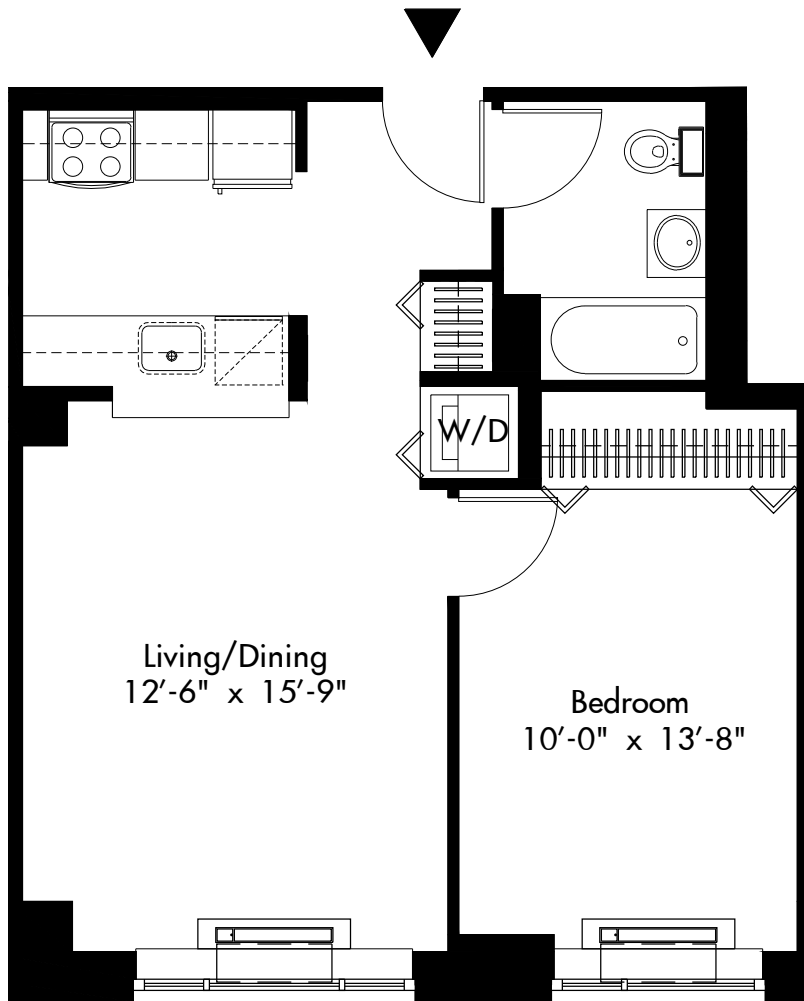 W/D
Living/Dining
12′-6" x 15′-9"
Bedroom
10′-0" x 13′-8"